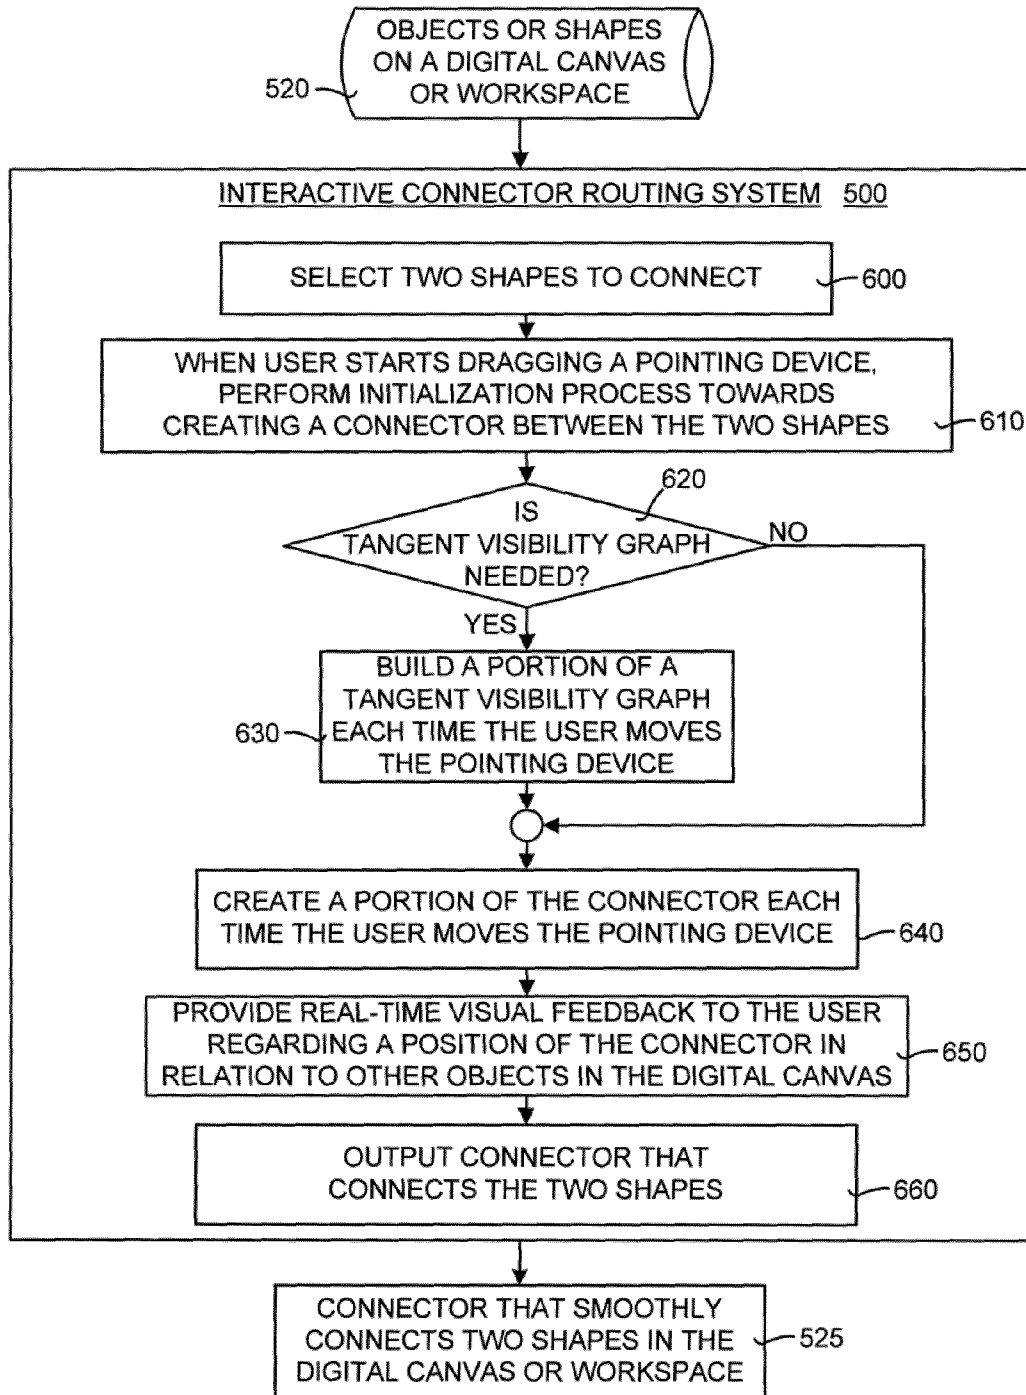 OBJECTS OR SHAPES
ON A DIGITAL CANVAS
OR WORKSPACE
520
INTERACTIVE CONNECTOR ROUTING SYSTEM 500
SELECT TWO SHAPES TO CONNECT
600
WHEN USER STARTS DRAGGING A POINTING DEVICE,
PERFORM INITIALIZATION PROCESS TOWARDS
CREATING A CONNECTOR BETWEEN THE TWO SHAPES
610
620
IS
TANGENT VISIBILITY GRAPH
NEEDED?
NO
YES
BUILD A PORTION OF A
TANGENT VISIBILITY GRAPH
EACH TIME THE USER MOVES
THE POINTING DEVICE
630
CREATE A PORTION OF THE CONNECTOR EACH
TIME THE USER MOVES THE POINTING DEVICE
640
PROVIDE REAL-TIME VISUAL FEEDBACK TO THE USER
REGARDING A POSITION OF THE CONNECTOR IN
RELATION TO OTHER OBJECTS IN THE DIGITAL CANVAS
650
OUTPUT CONNECTOR THAT
CONNECTS THE TWO SHAPES
660
CONNECTOR THAT SMOOTHLY
CONNECTS TWO SHAPES IN THE
DIGITAL CANVAS OR WORKSPACE
525